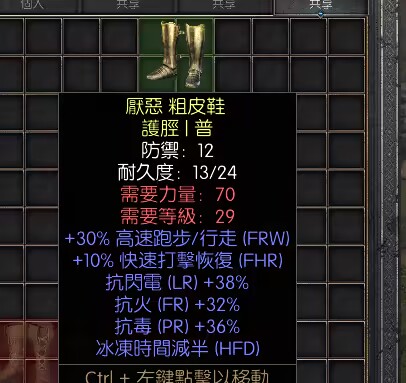 個人 共享 共享 共享
厭惡 粗皮鞋
護脛 | 普
防禦: 12
耐久度: 13/24
需要力量: 70
需要等級: 29
+30% 高速跑步/行走 (FRW)
+10% 快速打擊恢復 (FHR)
抗閃電 (LR) +38%
抗火 (FR) +32%
抗毒 (PR) +36%
冰凍時間減半 (HFD)
Ctrl + 左鍵點擊以移動